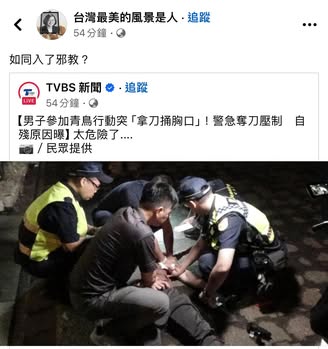 台灣最美的風景是人・追蹤
54分鐘・
如同入了邪教?
TVBS 新聞・追蹤
LIVE
54分鐘・
【男子參加青鳥行動突「拿刀捅胸口」!警急奪刀壓制 自
殘原因曝】太危險了....
/ 民眾提供